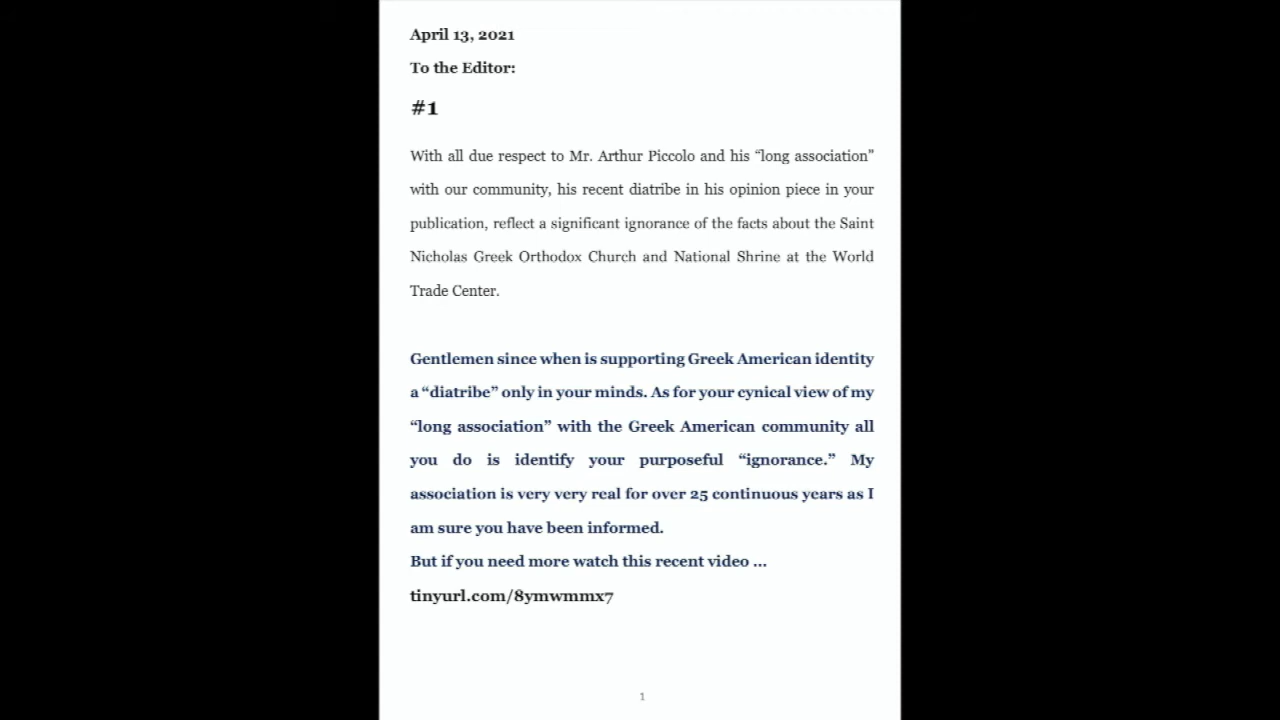 April 13, 2021
To the Editor:
#1
With all due respect to Mr. Arthur Piccolo and his “long association”
with our community, his recent diatribe in his opinion piece in your
publication, reflect a significant ignorance of the facts about the Saint
Nicholas Greek Orthodox Church and National Shrine at the World
Trade Center.
Gentlemen since when is supporting Greek American identity
a “diatribe” only in your minds. As for your cynical view of my
“long association” with the Greek American community all
you do is identify your purposeful “ignorance.” My
association is very very real for over 25 continuous years as I
am sure you have been informed.
But if you need more watch this recent video ...
tinyurl.com/8ymwmmx7
1